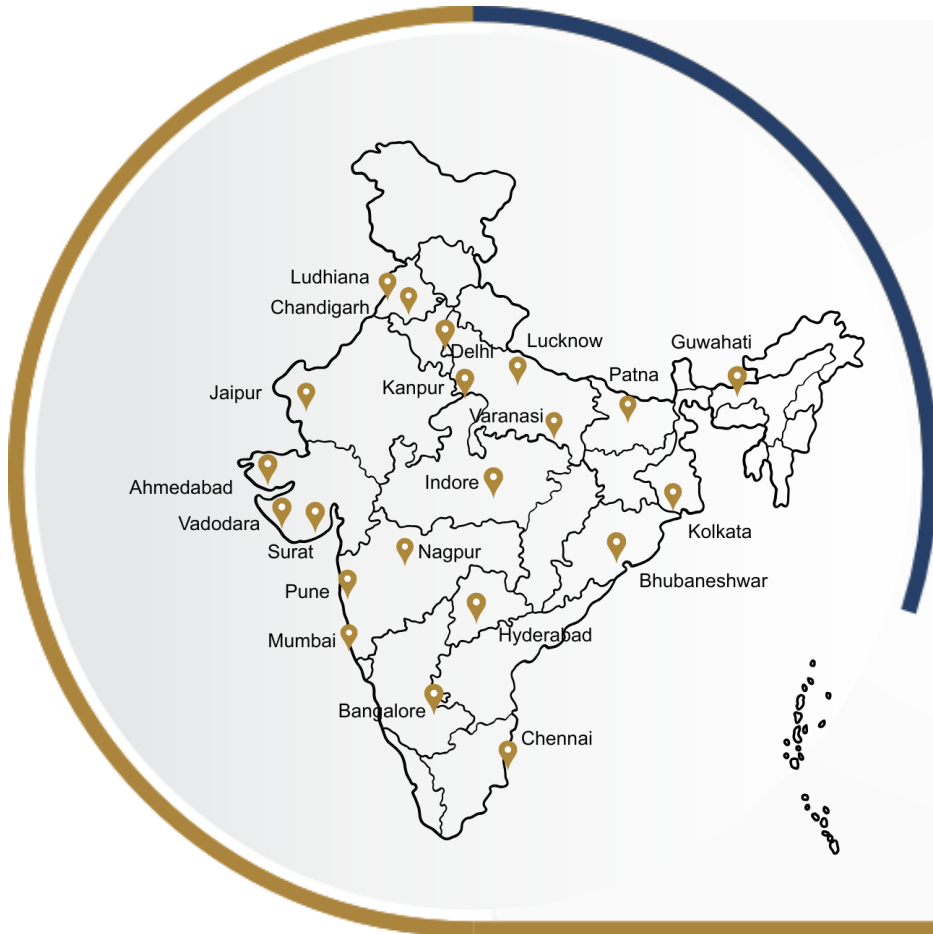 Ludhiana
Chandigarh
Delhi
Lucknow
Guwahati
Patna
Jaipur
Kanpur
Varanasi
Ahmedabad
Indore
Vadodara
Kolkata
Surat
Nagpur
Bhubaneshwar
Pune
Hyderabad
Mumbai
Bangalore
Chennai